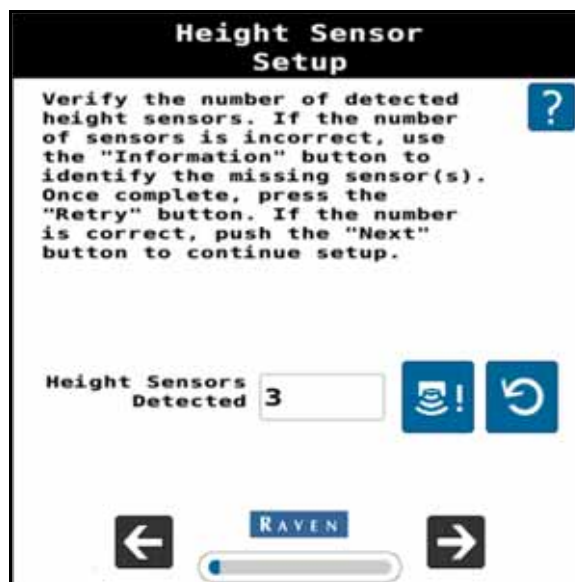 Height Sensor
Setup
Verify the number of detected
height sensors. If the number
of sensors is incorrect, use
the "Information" button to
identify the missing sensor(s).
Once complete, press the
"Retry" button. If the number
is correct, push the "Next"
button to continue setup.
?
Height Sensors
Detected
3
!
RAVEN